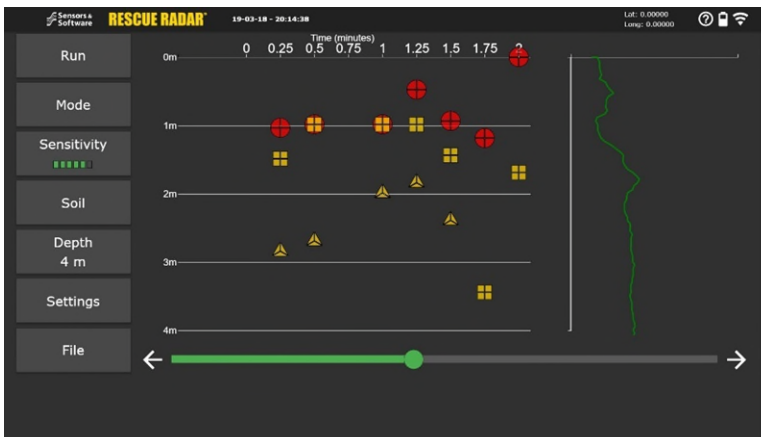 Sensors & Software RESCUE RADAR 19-03-18 - 20:14:38 Lat: 0.00000
Long: 0.00000
Run
Mode
Sensitivity
Soil
Depth
4 m
Settings
File
Time (minutes)
0 0.25 0.5 0.75 1 1.25 1.5 1.75 2
0m
1m
2m
3m
4m